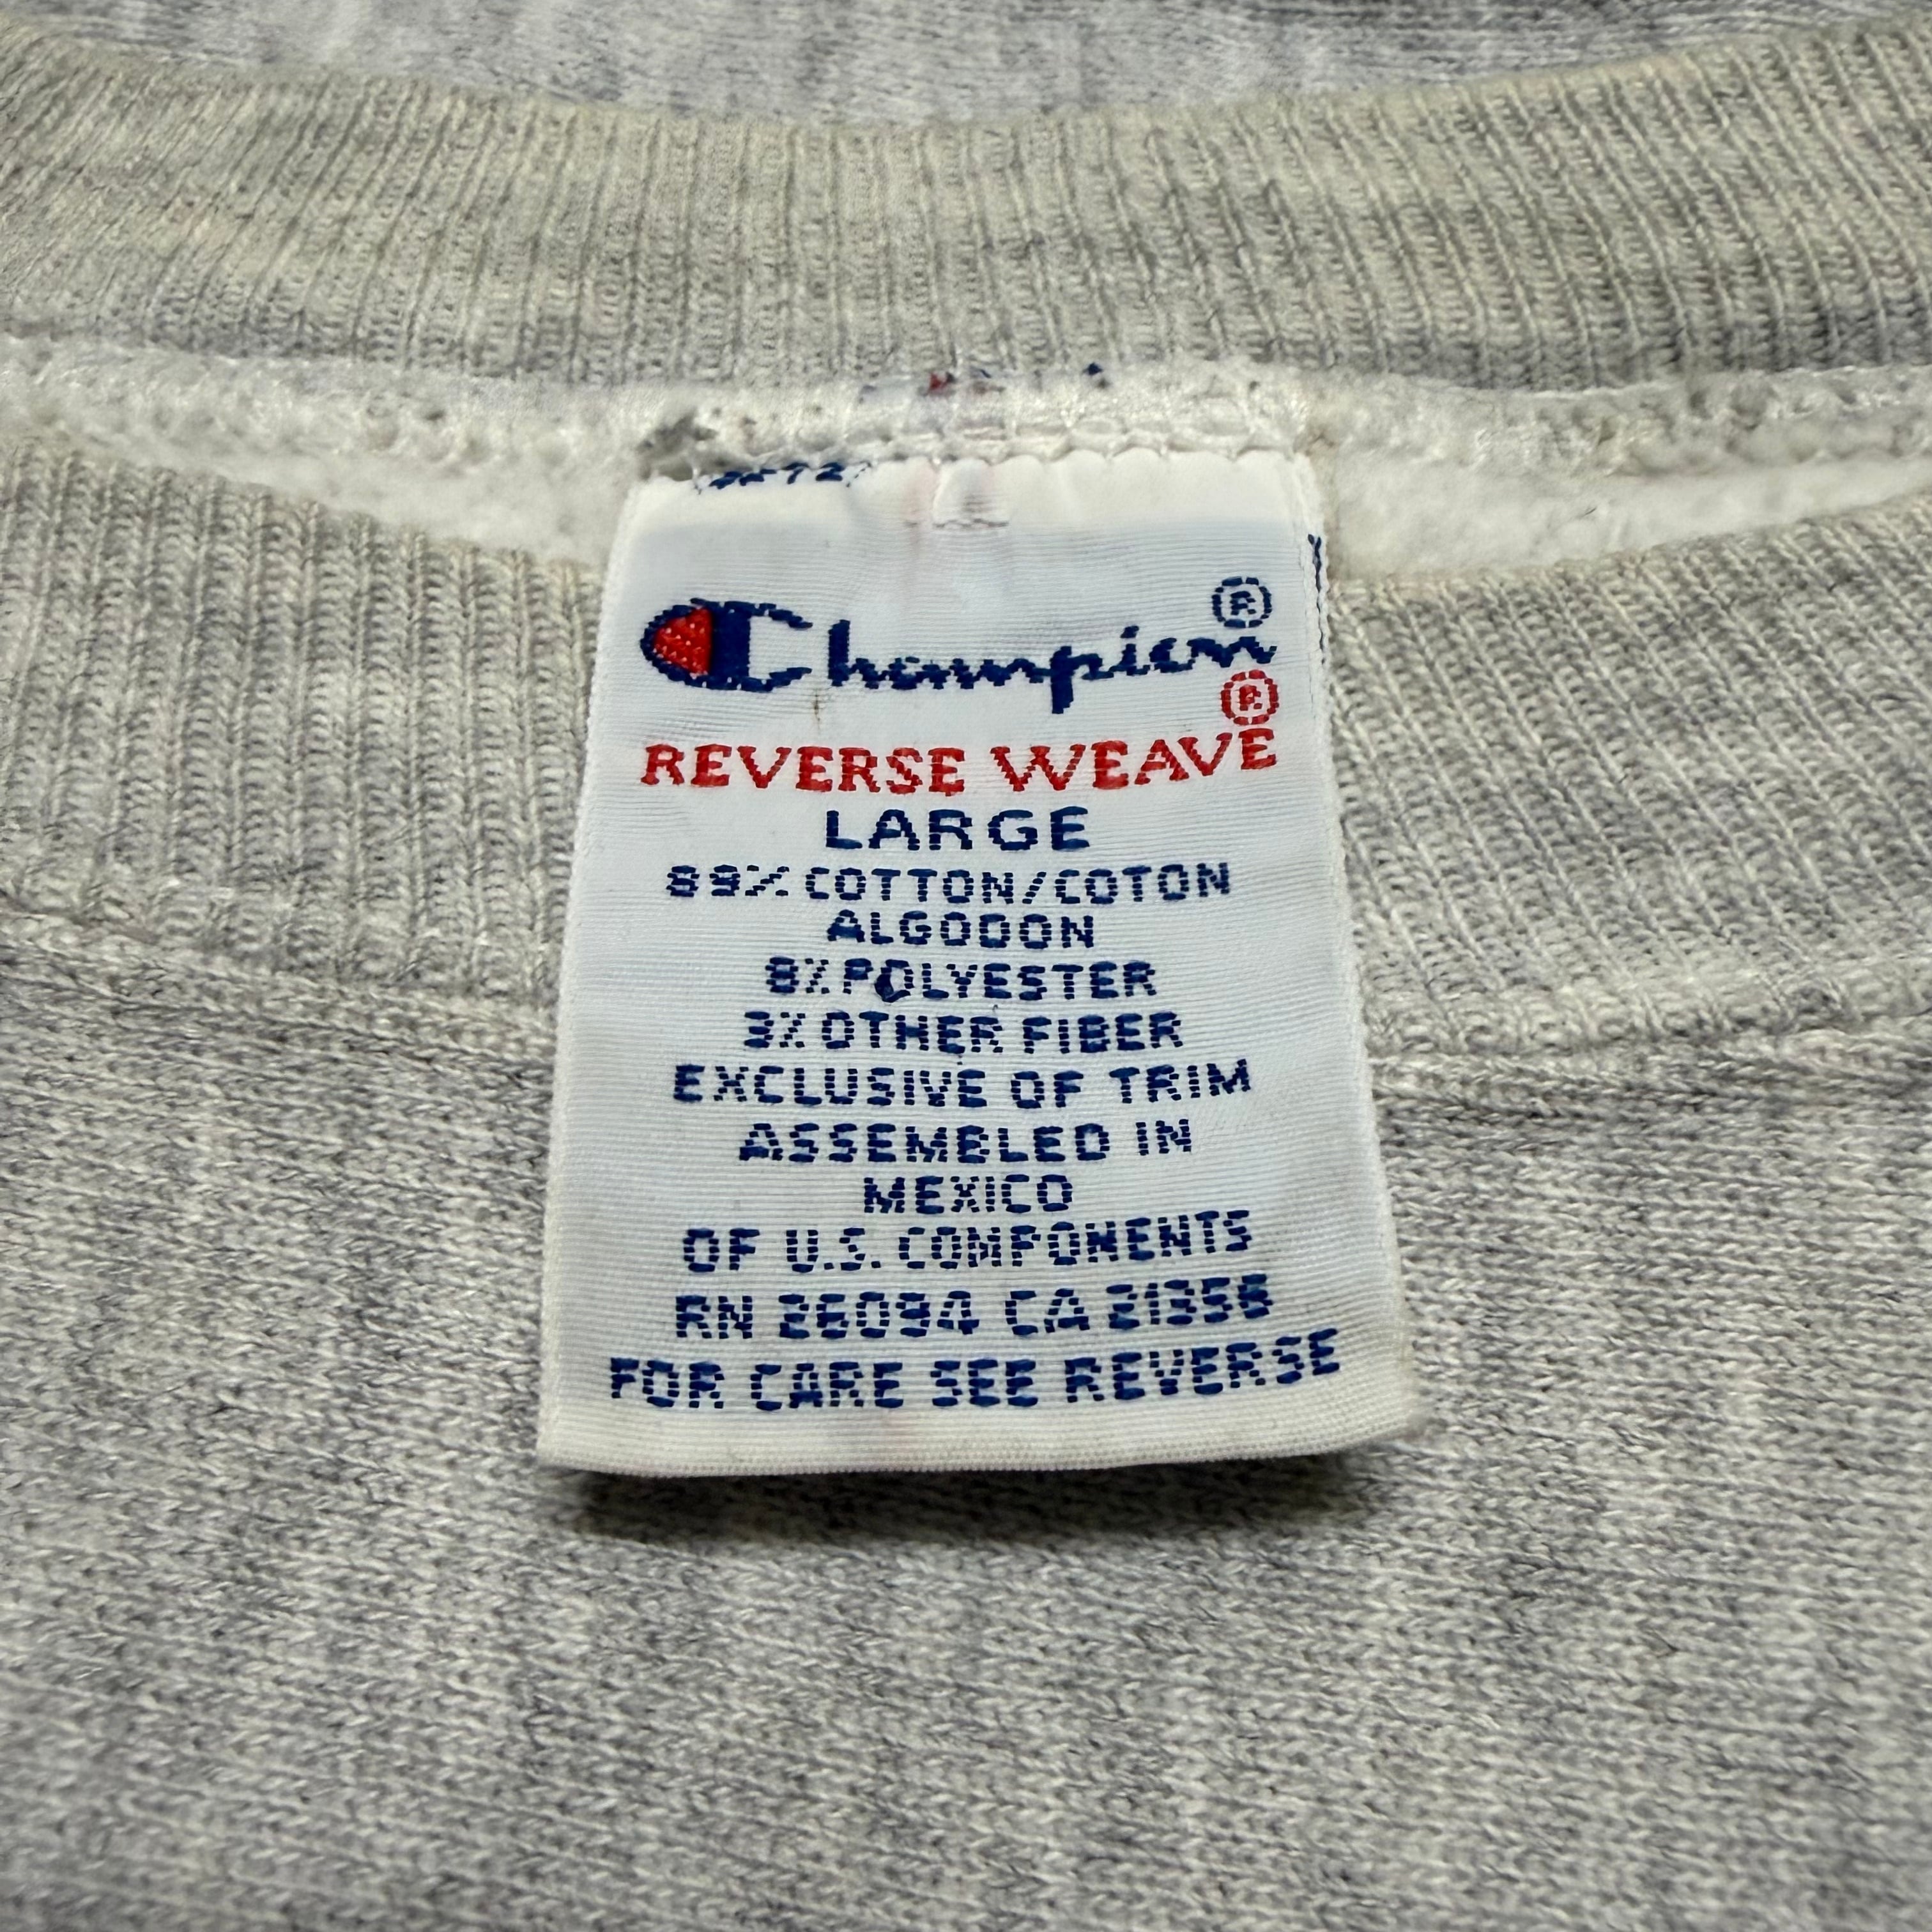 Champion®
®
REVERSE WEAVE
LARGE
89% COTTON/COTON
ALGODON
8% POLYESTER
3% OTHER FIBER
EXCLUSIVE OF TRIM
ASSEMBLED IN
MEXICO
OF U.S. COMPONENTS
RN 26094 CA 21356
FOR CARE SEE REVERSE